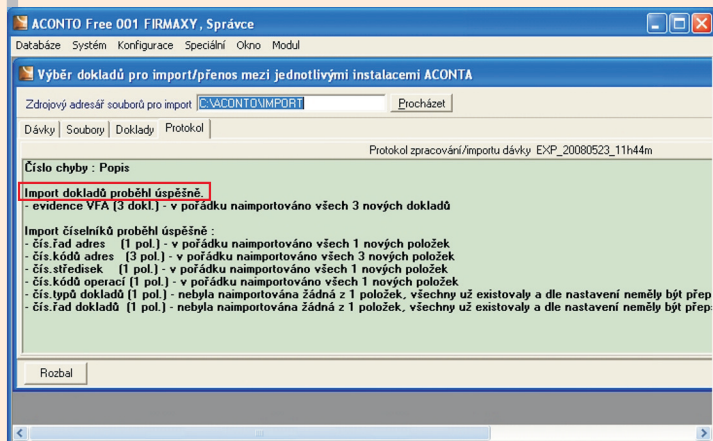 ACONTO Free 001 FIRMAXY, Správce
Databáze Systém Konfigurace Speciální Okno Modul
Výběr dokladů pro import/přenos mezi jednotlivými instalacemi ACONTA
Zdrojový adresář souborů pro import C:\ACONTO\IMPORT Procházet
Dávky Soubory Doklady Protokol
Protokol zpracování/importu dávky EXP_20080523_11h44m
Číslo chyby : Popis
Import dokladů proběhl úspěšně.
- evidence VFA (3 dokl.) - v pořádku naimportováno všech 3 nových dokladů
Import číselníků proběhl úspěšně :
- čís.řad adres (1 pol.) - v pořádku naimportováno všech 1 nových položek
- čís.kódů adres (3 pol.) - v pořádku naimportováno všech 3 nových položek
- čís.středisek (1 pol.) - v pořádku naimportováno všech 1 nových položek
- čís.kódů operací (1 pol.) - v pořádku naimportováno všech 1 nových položek
- čís.typů dokladů (1 pol.) - nebyla naimportována žádná z 1 položek, všechny už existovaly a dle nastavení neměly být přep
- čís.řad dokladů (1 pol.) - nebyla naimportována žádná z 1 položek, všechny už existovaly a dle nastavení neměly být přep
Rozbal